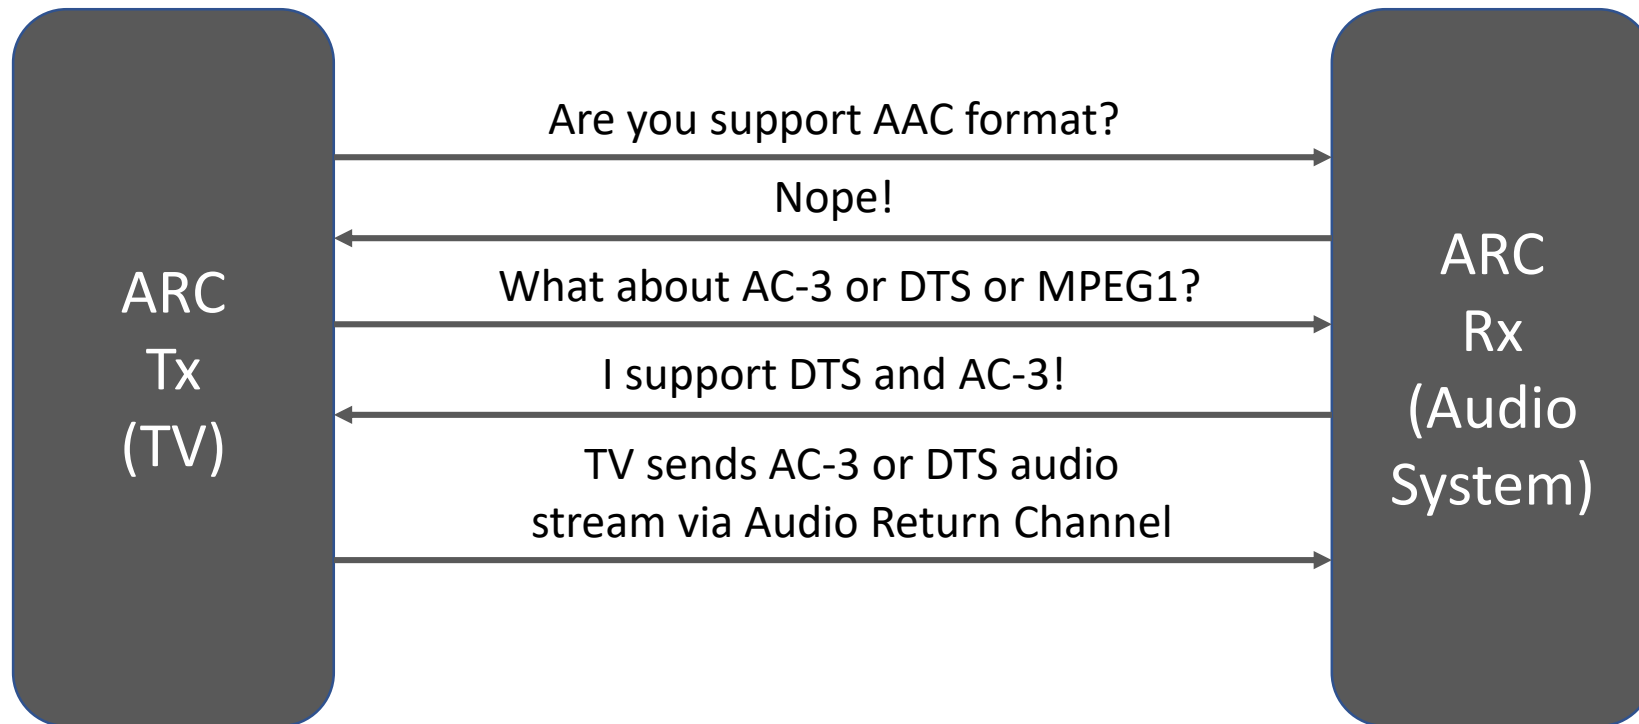 ARC
Tx
(TV)
Are you support AAC format?
Nope!
What about AC-3 or DTS or MPEG1?
I support DTS and AC-3!
TV sends AC-3 or DTS audio
stream via Audio Return Channel
ARC
Rx
(Audio
System)